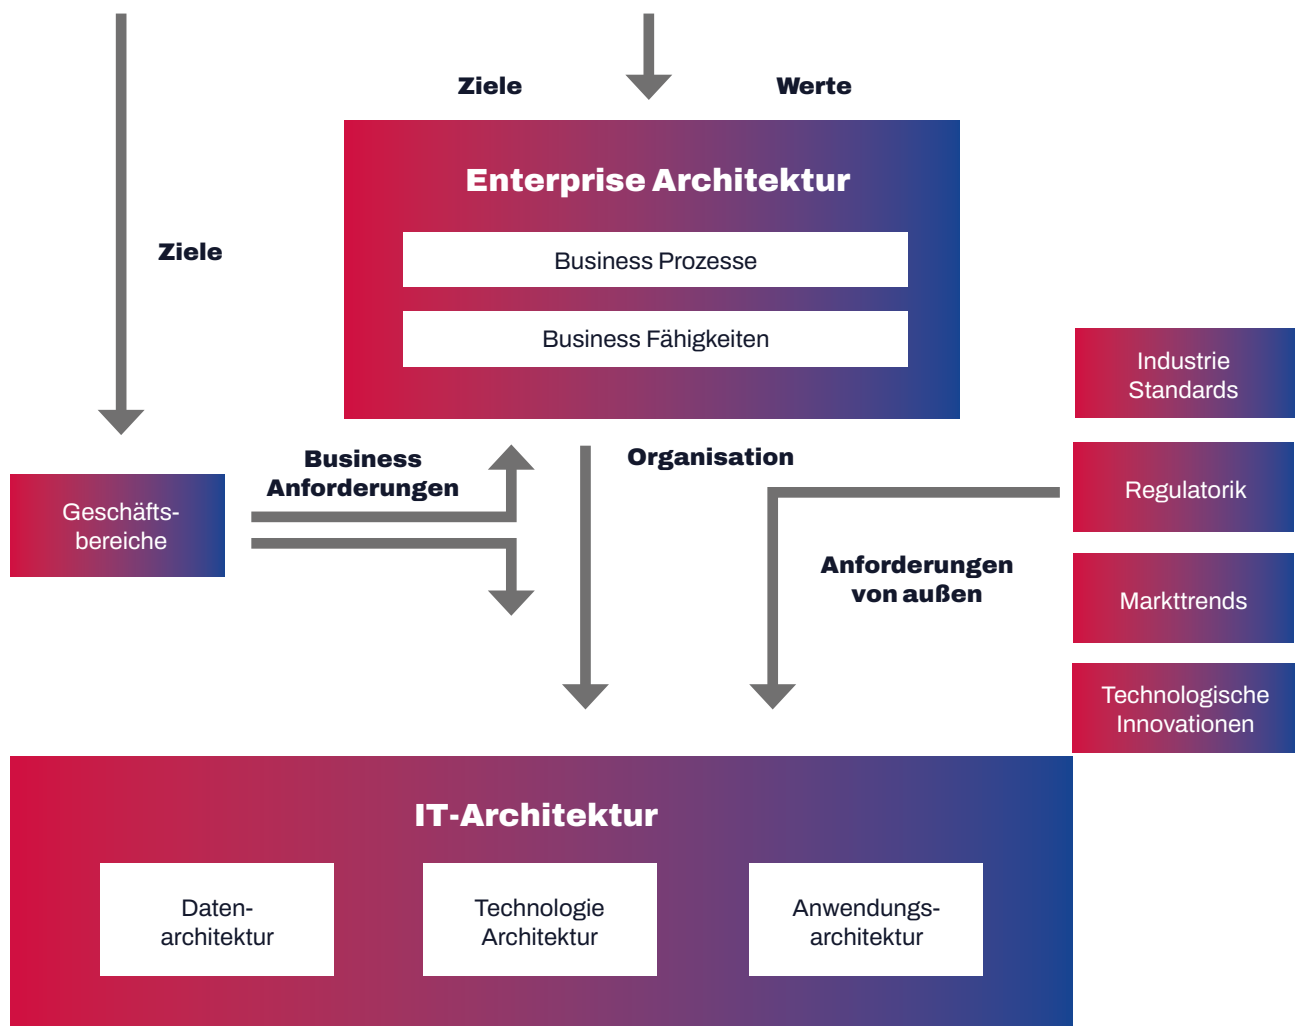 Ziele
Werte
Enterprise Architektur
Business Prozesse
Business Fähigkeiten
Ziele
Industrie
Standards
Regulatorik
Markttrends
Technologische
Innovationen
Geschäfts-
bereiche
Business
Anforderungen
Organisation
Anforderungen
von außen
IT-Architektur
Daten-
architektur
Technologie
Architektur
Anwendungs-
architektur